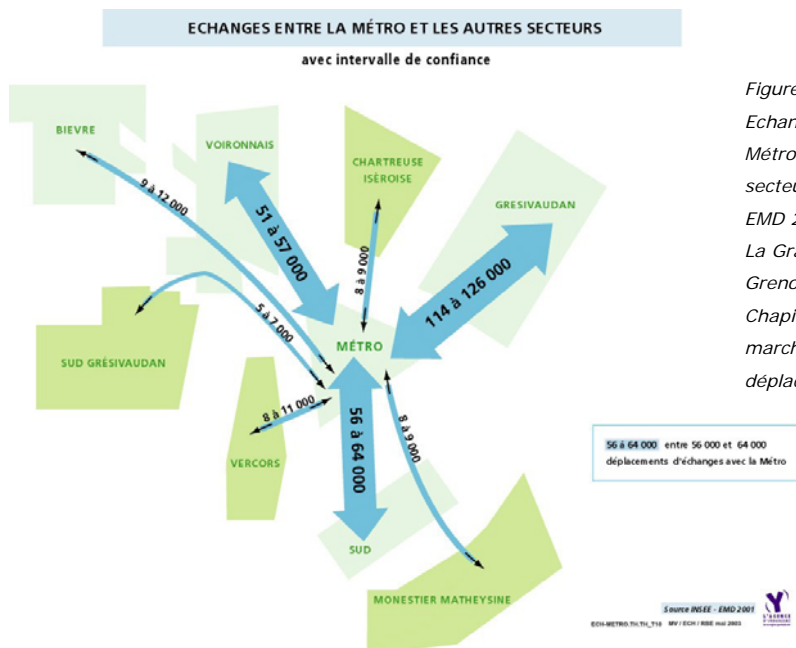 ECHANGES ENTRE LA MÉTRO ET LES AUTRES SECTEURS
avec intervalle de confiance
Figure
Echan
Métro
secteu
EMD 2
La Gra
Greno
Chapi
march
déplac
BIEVRE
VOIRONNAIS
CHARTREUSE
ISÈROISE
GRESIVAUDAN
9 à 12 000
51 à 57 000
8 à 9 000
114 à 126 000
5 à 7 000
MÉTRO
SUD GRÉSIVAUDAN
8 à 11 000
VERCORS
56 à 64 000
8 à 9 000
SUD
MONESTIER MATHEYSINE
56 à 64 000 entre 56 000 et 64 000
déplacements d'échanges avec la Métro
Source INSEE - EMD 2001
L'AGENCE